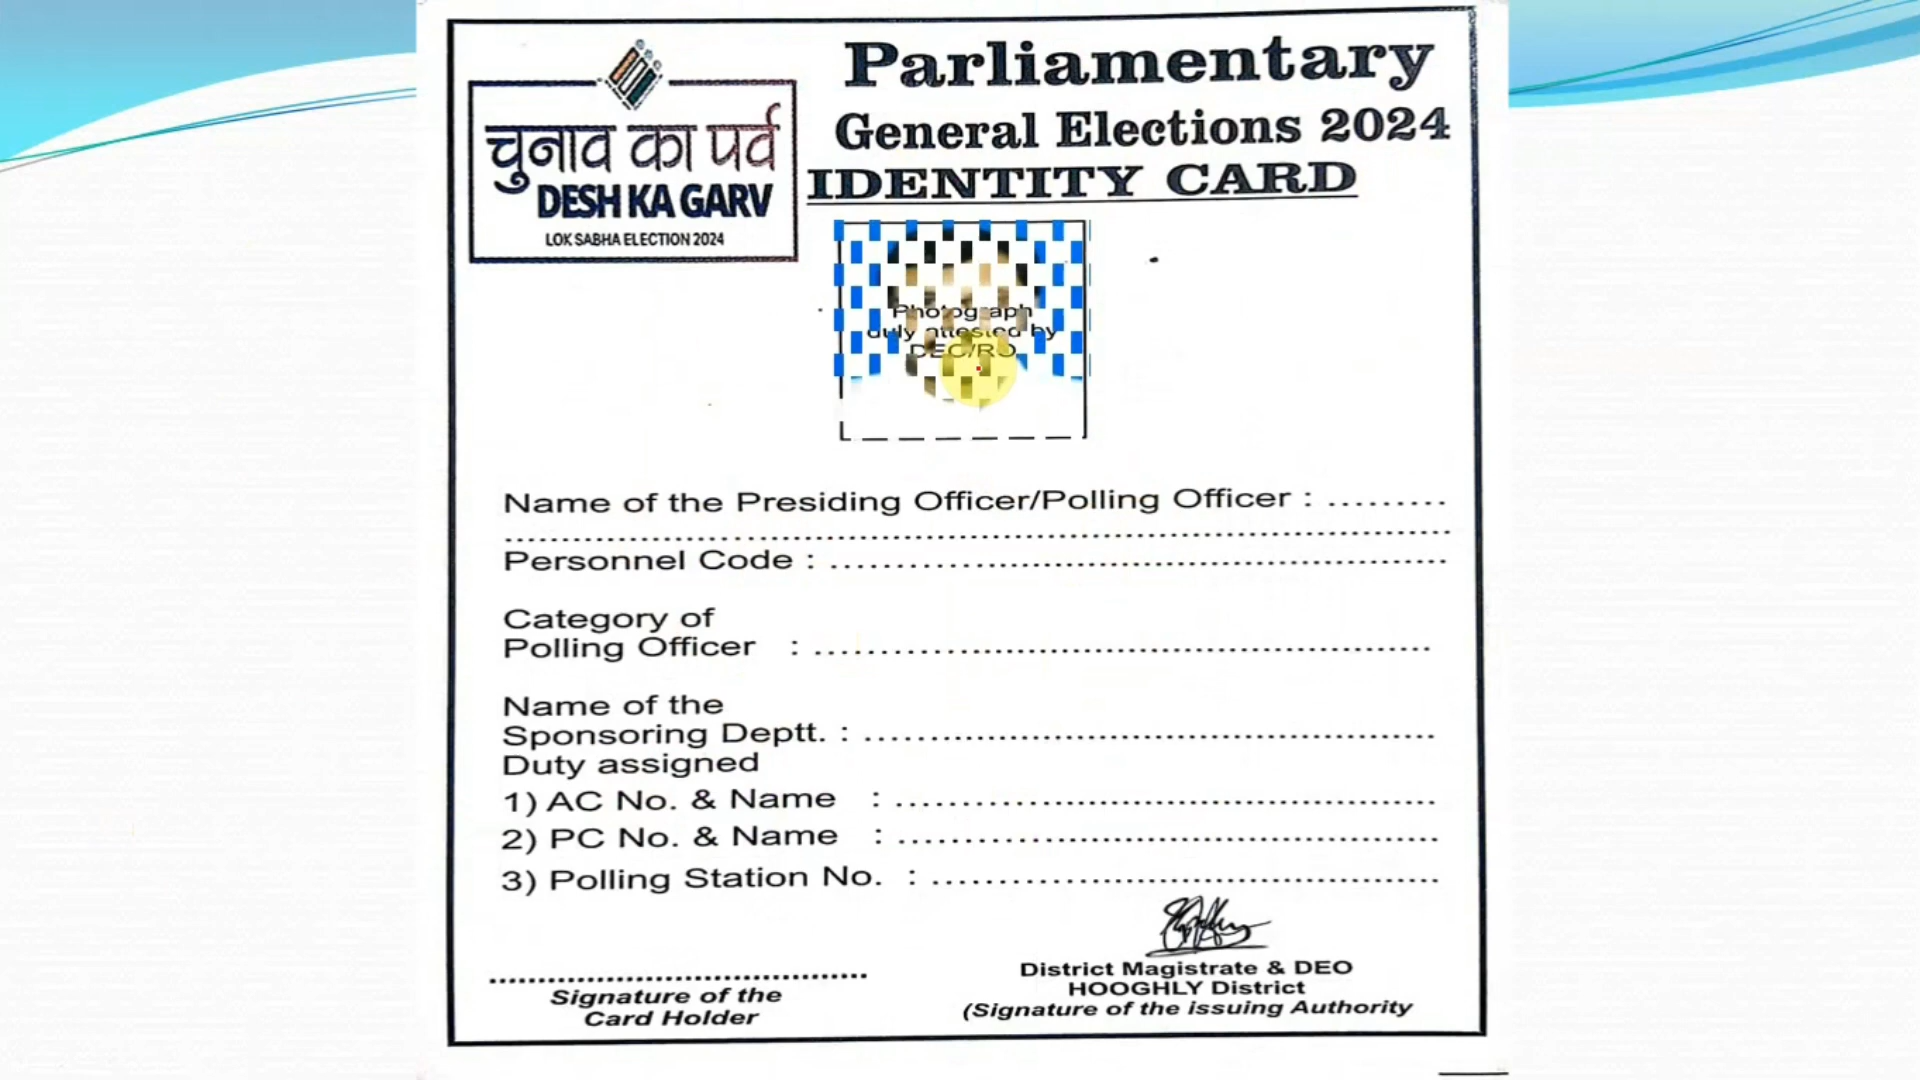 चुनाव का पर्व
DESH KA GARV
LOK SABHA ELECTION 2024
Parliamentary
General Elections 2024
IDENTITY CARD
Photograph
duly attested by
DEO/RO
Name of the Presiding Officer/Polling Officer : .........
Personnel Code :
Category of
Polling Officer :
Name of the
Sponsoring Deptt. :
Duty assigned
1) AC No. & Name :
2) PC No. & Name :
3) Polling Station No. :
Signature of the
Card Holder
District Magistrate & DEO
HOOGHLY District
(Signature of the issuing Authority